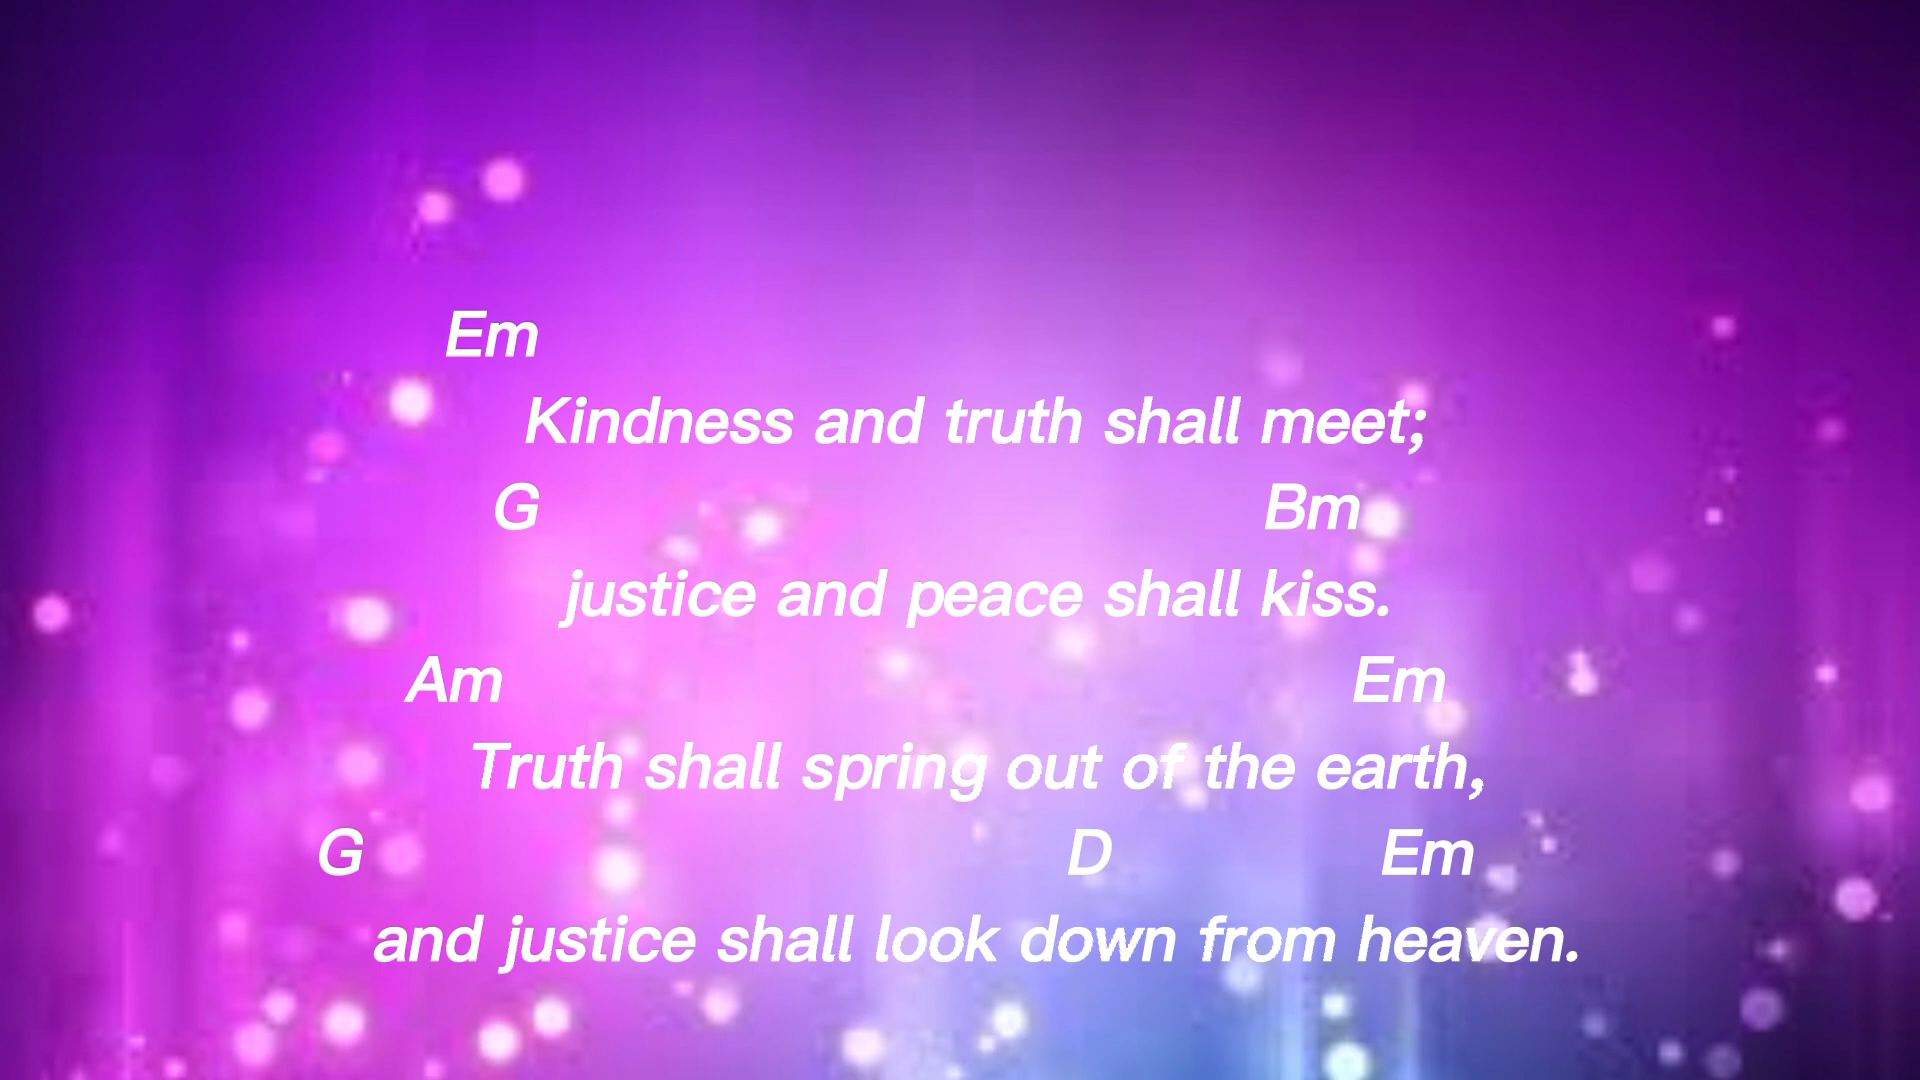 Em
Kindness and truth shall meet;
G Bm
justice and peace shall kiss.
Am Em
Truth shall spring out of the earth,
G D Em
and justice shall look down from heaven.